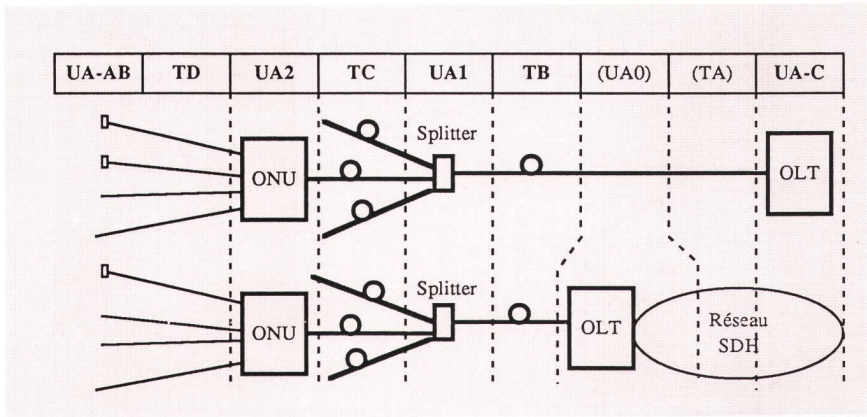 UA-AB TD UA2 TC UA1 TB (UA0) (TA) UA-C
Splitter
ONU
OLT
Splitter
ONU
OLT
Réseau
SDH